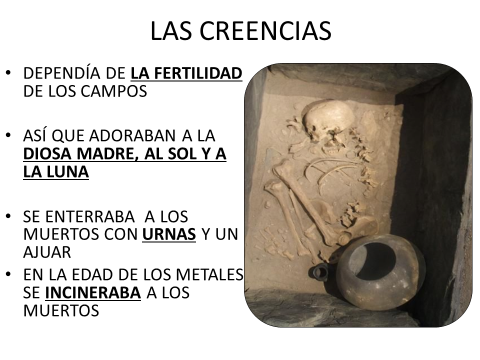 LAS CREENCIAS
• DEPENDÍA DE LA FERTILIDAD
DE LOS CAMPOS
• ASÍ QUE ADORABAN A LA
DIOSA MADRE, AL SOL Y A
LA LUNA
• SE ENTERRABA A LOS
MUERTOS CON URNAS Y UN
AJUAR
• EN LA EDAD DE LOS METALES
SE INCINERABA A LOS
MUERTOS